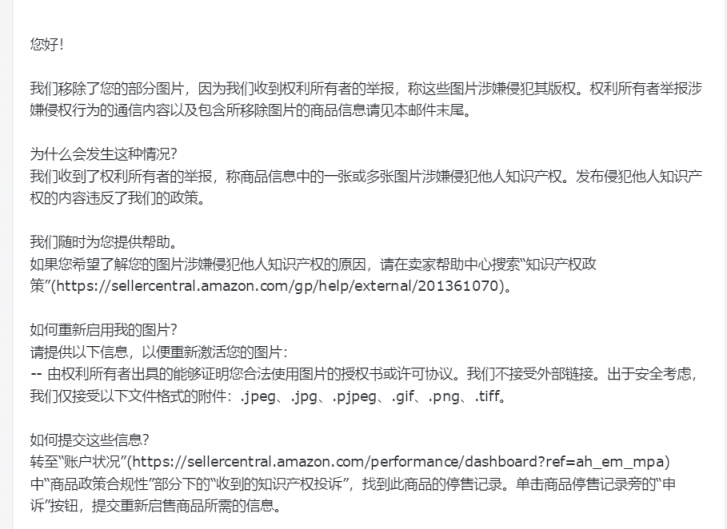 您好！
我们移除了您的部分图片，因为我们收到权利所有者的举报，称这些图片涉嫌侵犯其版权。权利所有者举报涉
嫌侵权行为的通信内容以及包含所移除图片的商品信息请见本邮件末尾。
为什么会发生这种情况？
我们收到了权利所有者的举报，称商品信息中的一张或多张图片涉嫌侵犯他人知识产权。发布侵犯他人知识产
权的内容违反了我们的政策。
我们随时为您提供帮助。
如果您希望了解您的图片涉嫌侵犯他人知识产权的原因，请在卖家帮助中心搜索“知识产权政
策”(https://sellercentral.amazon.com/gp/help/external/201361070)。
如何重新启用我的图片？
请提供以下信息，以便重新激活您的图片：
-- 由权利所有者出具的能够证明您合法使用图片的授权书或许可协议。我们不接受外部链接。出于安全考虑，
我们仅接受以下文件格式的附件：.jpeg、.jpg、.pjpeg、.gif、.png、.tiff。
如何提交这些信息？
转至“账户状况”(https://sellercentral.amazon.com/performance/dashboard?ref=ah_em_mpa)
中“商品政策合规性”部分下的“收到的知识产权投诉”，找到此商品的停售记录。单击商品停售记录旁的“申
诉”按钮，提交重新启售商品所需的信息。